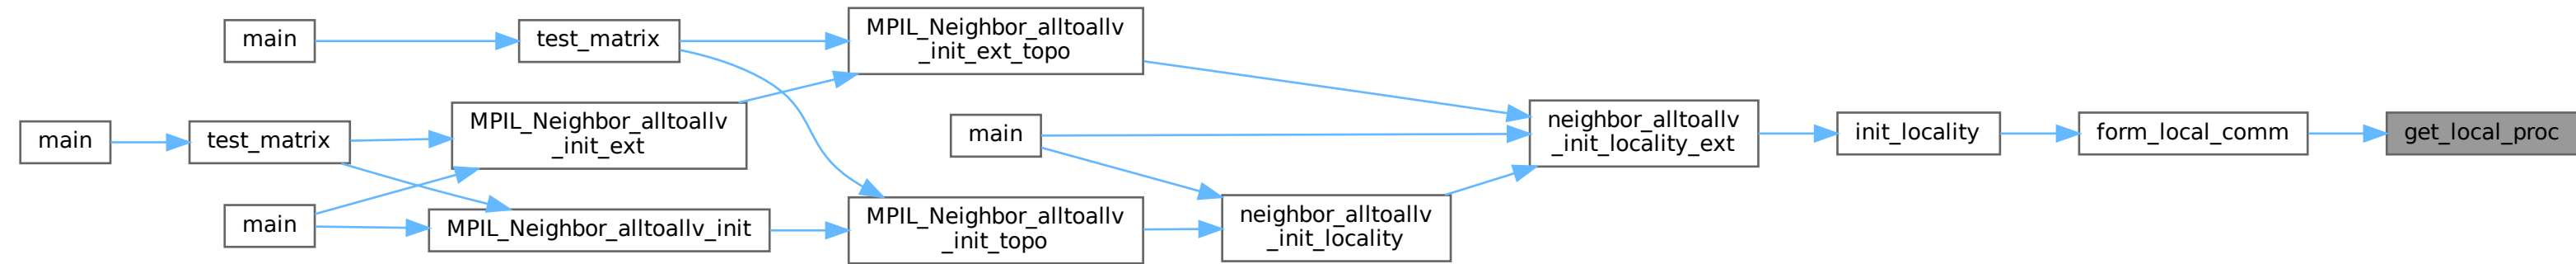 main
test_matrix
MPIL_Neighbor_alltoallv
_init_ext_topo
main
test_matrix
MPIL_Neighbor_alltoallv
_init_ext
main
neighbor_alltoallv
_init_locality_ext
init_locality
form_local_comm
get_local_proc
main
MPIL_Neighbor_alltoallv_init
MPIL_Neighbor_alltoallv
_init_topo
neighbor_alltoallv
_init_locality